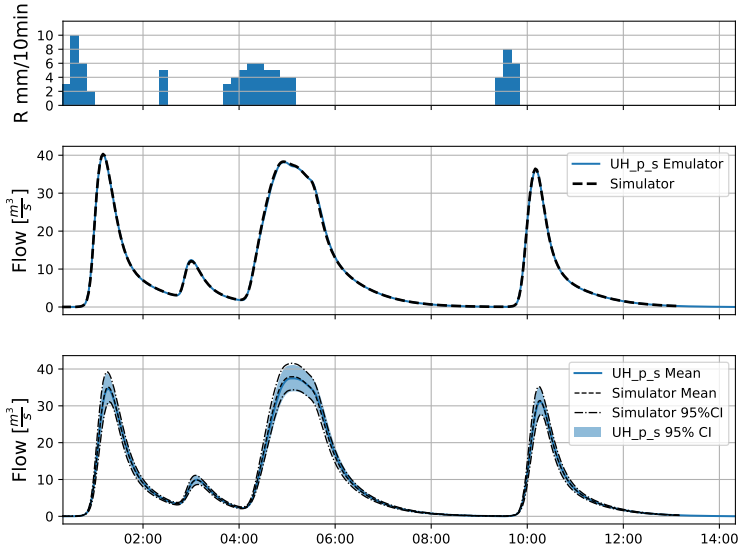 R mm/10min
10
8
6
4
2
0
Flow [m³/s]
40
30
20
10
0
UH_p_s Emulator
Simulator
Flow [m³/s]
40
30
20
10
0
UH_p_s Mean
Simulator Mean
Simulator 95%CI
UH_p_s 95% CI
02:00 04:00 06:00 08:00 10:00 12:00 14:00